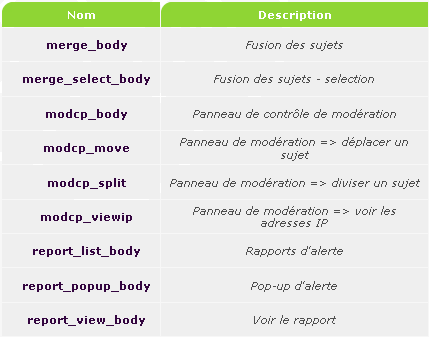 Nom Description
merge_body Fusion des sujets
merge_select_body Fusion des sujets - selection
modcp_body Panneau de contrôle de modération
modcp_move Panneau de modération => déplacer un
sujet
modcp_split Panneau de modération => diviser un sujet
modcp_viewip Panneau de modération => voir les
adresses IP
report_list_body Rapports d'alerte
report_popup_body Pop-up d'alerte
report_view_body Voir le rapport